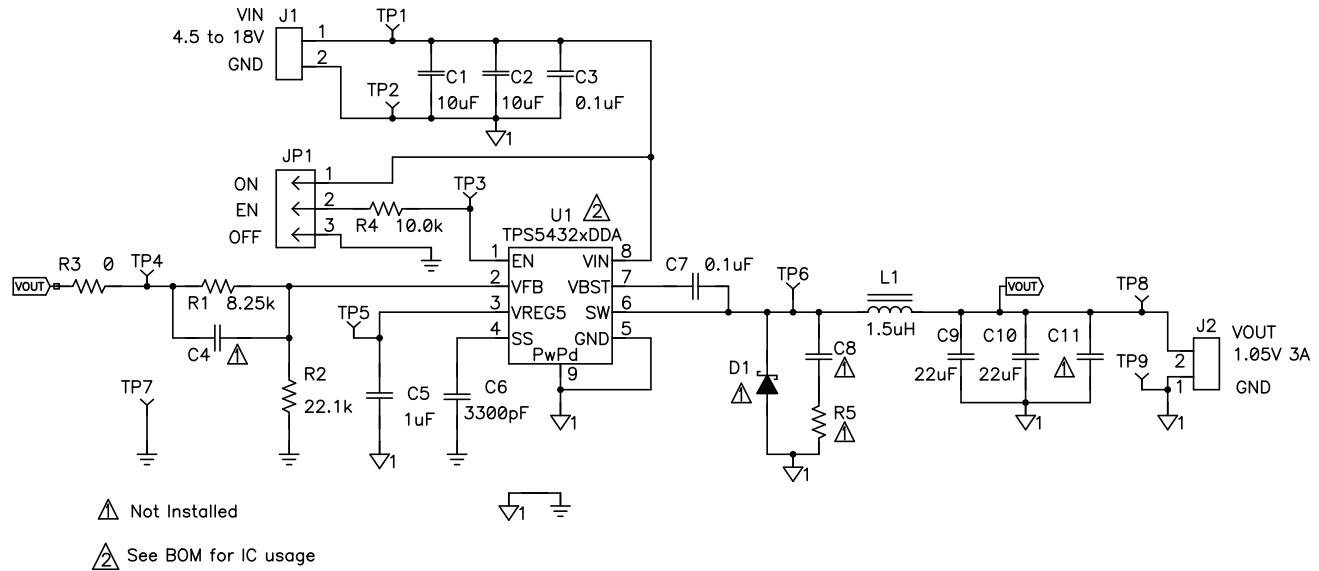 VIN
4.5 to 18V
GND
J1
1
2
TP1
TP2
C1
10uF
C2
10uF
C3
0.1uF
1
JP1
ON
EN
OFF
1
2
3
R4
10.0k
TP3
U1
2
TPS5432xDDA
1
EN
2
VFB
3
VREG5
4
SS
VIN
8
VBST
7
SW
6
GND
5
PwPd
9
1
VOUT
R3
0
TP4
R1
8.25k
C4
1
R2
22.1k
TP7
TP5
C5
1uF
1
C6
3300pF
C7
0.1uF
TP6
D1
1
C8
1
R5
1
1
L1
1.5uH
VOUT
C9
22uF
C10
22uF
C11
1
1
TP8
TP9
J2
2
1
VOUT
1.05V 3A
GND
1
1
1 Not Installed
2 See BOM for IC usage